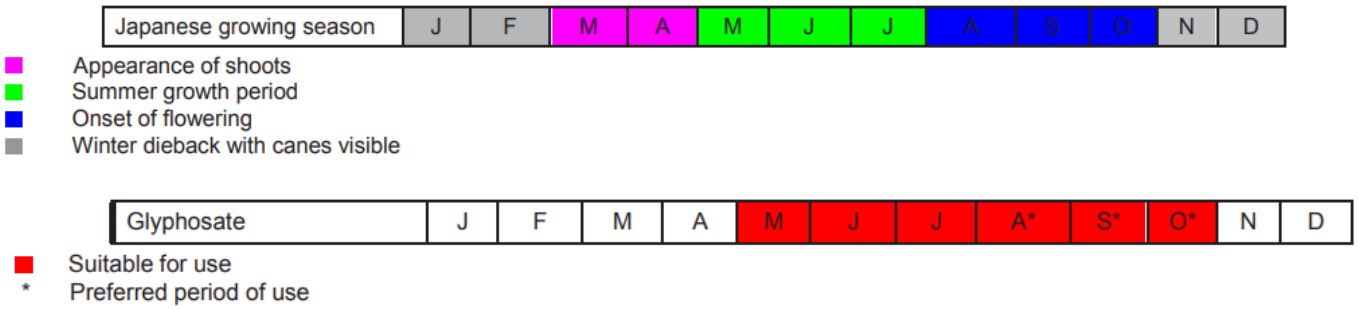 Japanese growing season J F M A M J J A S O N D
Appearance of shoots
Summer growth period
Onset of flowering
Winter dieback with canes visible
Glyphosate J F M A M J J A* S* O* N D
Suitable for use
* Preferred period of use